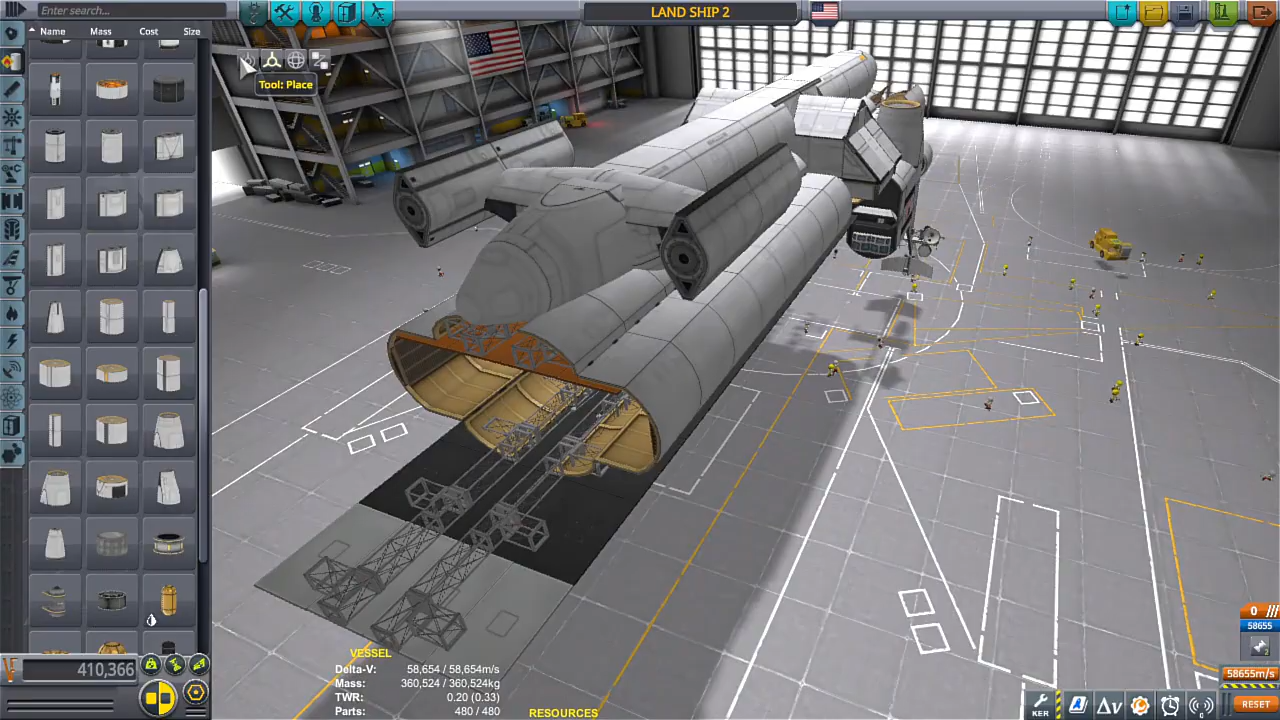 Enter search...
LAND SHIP 2
Name Mass Cost Size
Tool: Place
410,366
VESSEL
Delta-V: 58,654 / 58,654m/s
Mass: 360,524 / 360,524kg
TWR: 0.20 (0.33)
Parts: 480 / 480
RESOURCES
0
58655
58655m/s
KER
Δv
RESET